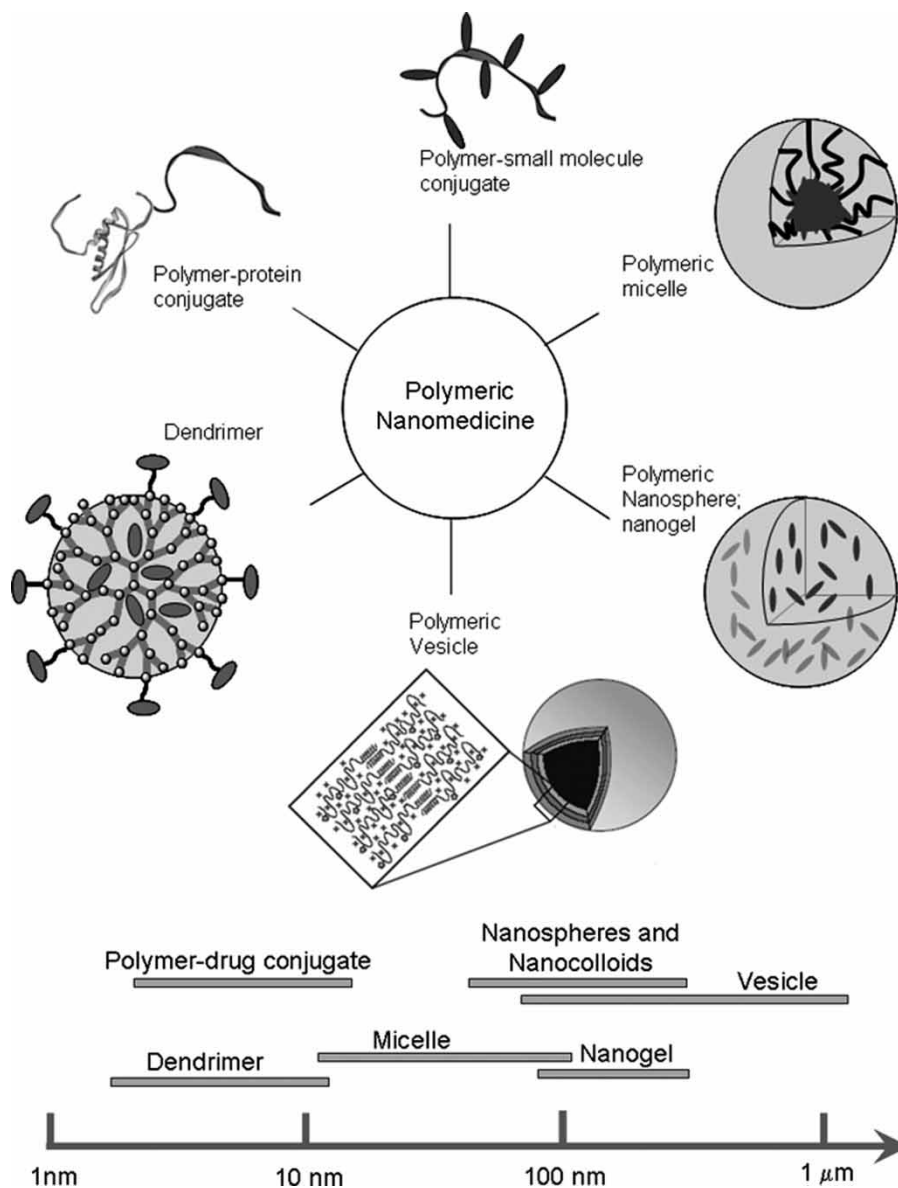 Polymer-small molecule
conjugate
Polymer-protein
conjugate
Polymeric
micelle
Polymeric
Nanomedicine
Dendrimer
Polymeric
Nanosphere;
nanogel
Polymeric
Vesicle
Polymer-drug conjugate
Nanospheres and
Nanocolloids
Vesicle
Micelle
Nanogel
Dendrimer
1nm
10 nm
100 nm
1 μm